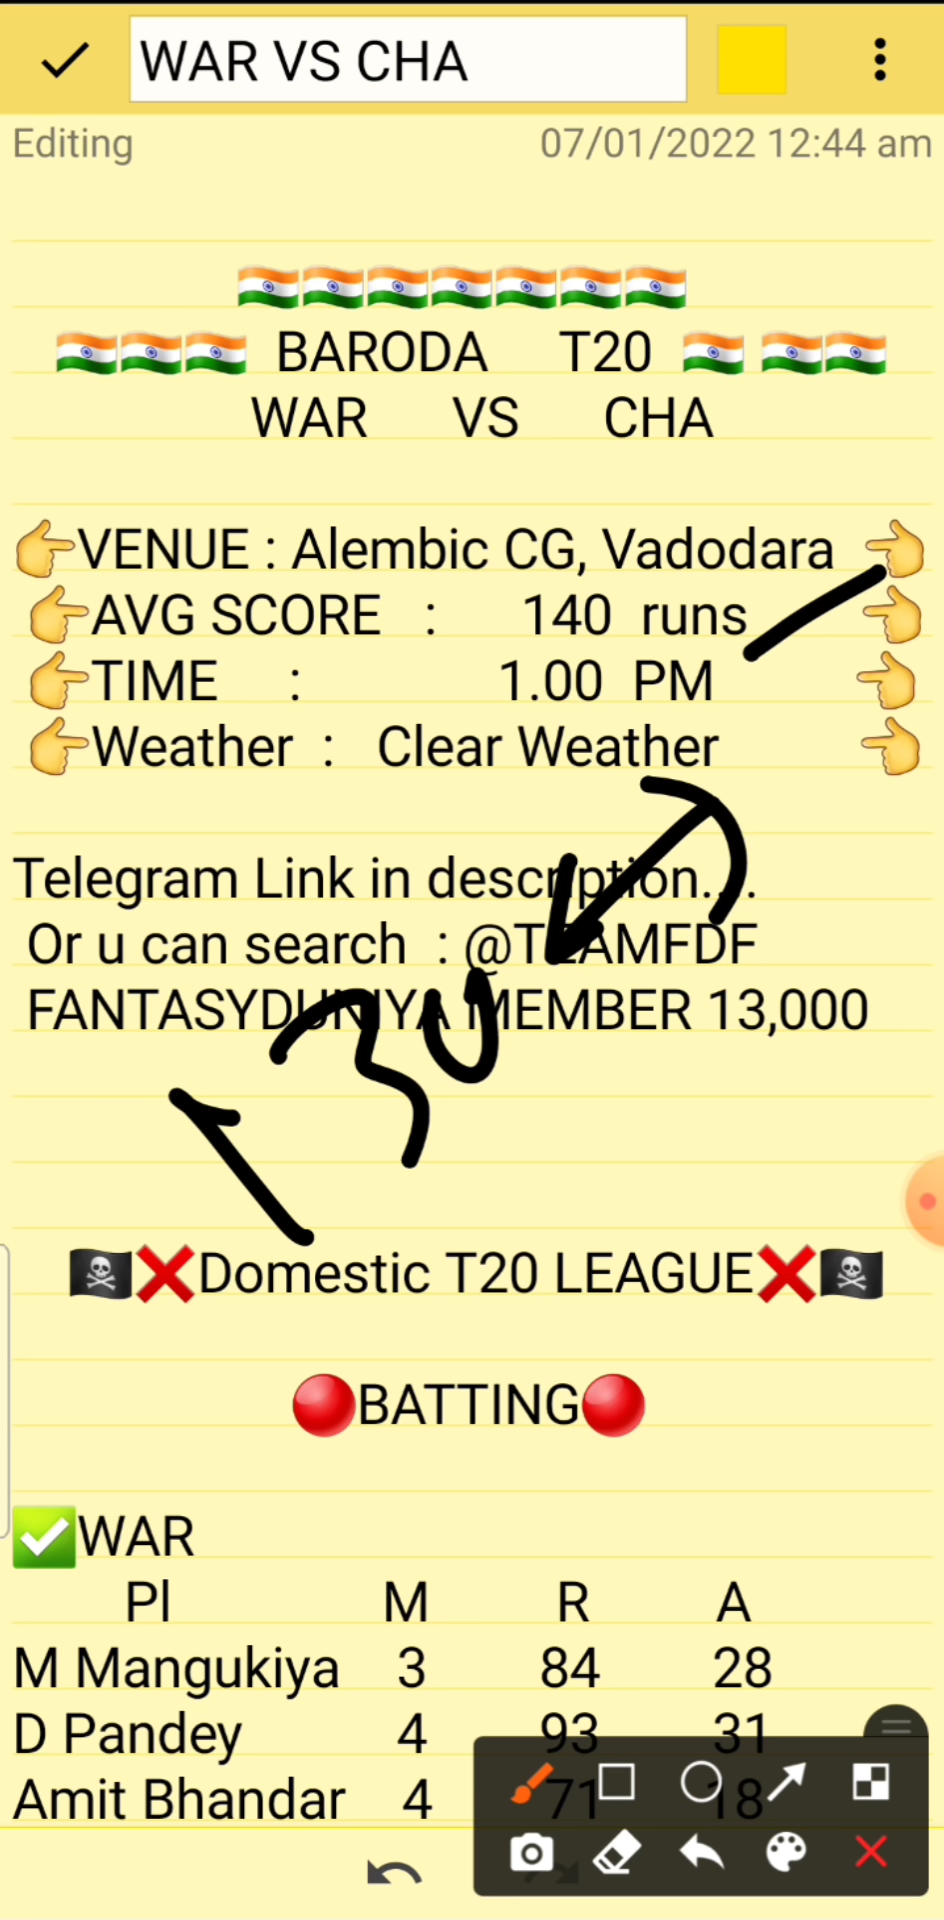 WAR VS CHA
Editing 07/01/2022 12:44 am
BARODA T20
WAR VS CHA
VENUE : Alembic CG, Vadodara
AVG SCORE : 140 runs
TIME : 1.00 PM
Weather : Clear Weather
Telegram Link in description...
Or u can search : @TEAMFDF
FANTASYDUNIYA MEMBER 13,000
130
Domestic T20 LEAGUE
BATTING
WAR
Pl M R A
M Mangukiya 3 84 28
D Pandey 4 93 31
Amit Bhandar 4 71 18